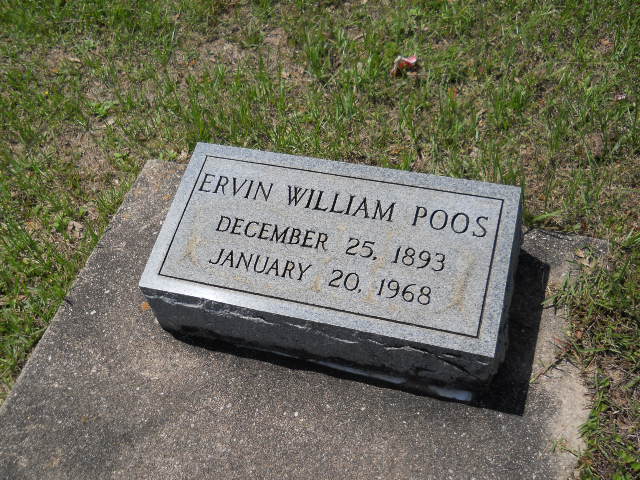 ERVIN WILLIAM POOS
DECEMBER 25, 1893
JANUARY 20, 1968